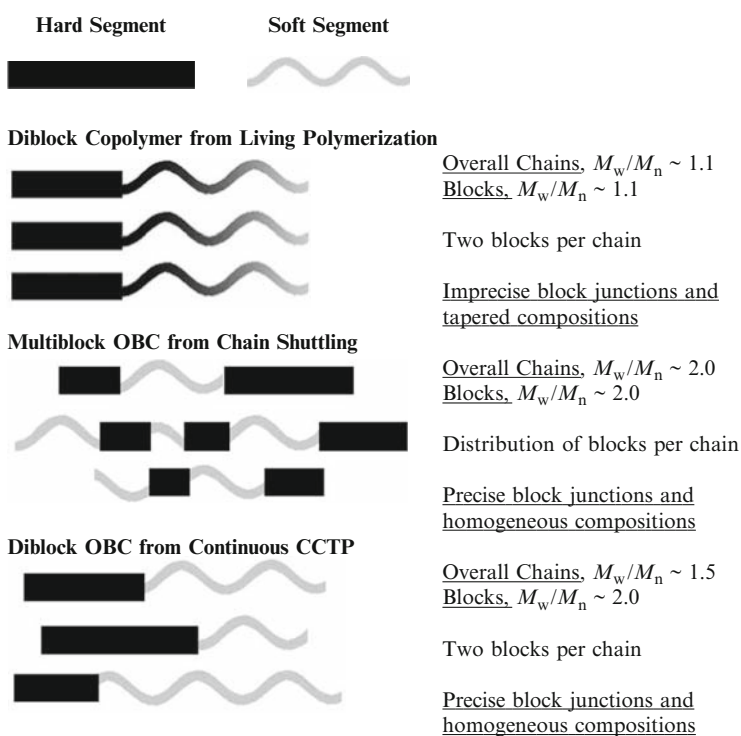 Hard Segment Soft Segment
Diblock Copolymer from Living Polymerization
Overall Chains, Mw/Mn ~ 1.1
Blocks, Mw/Mn ~ 1.1
Two blocks per chain
Imprecise block junctions and
tapered compositions
Multiblock OBC from Chain Shuttling
Overall Chains, Mw/Mn ~ 2.0
Blocks, Mw/Mn ~ 2.0
Distribution of blocks per chain
Precise block junctions and
homogeneous compositions
Diblock OBC from Continuous CCTP
Overall Chains, Mw/Mn ~ 1.5
Blocks, Mw/Mn ~ 2.0
Two blocks per chain
Precise block junctions and
homogeneous compositions